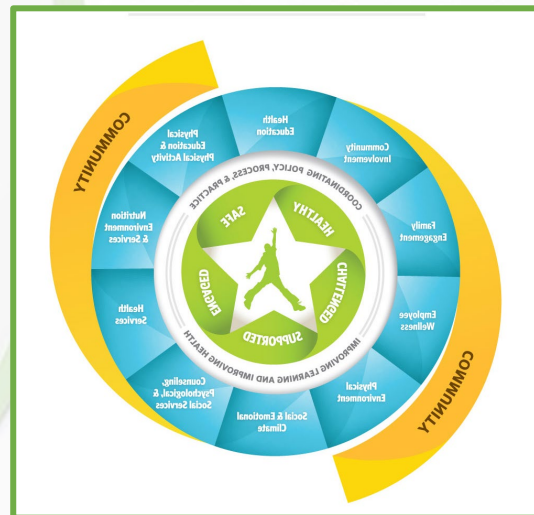 COMMUNITY
Health
Education
Community
Involvement
Family
Engagement
Employee
Wellness
Physical
Environment
Social & Emotional
Climate
Counseling,
Psychological, &
Social Services
Health
Services
Nutrition
Environment
& Services
Physical
Education &
Physical Activity
COORDINATING POLICY, PROCESS, & PRACTICE
IMPROVING LEARNING AND IMPROVING HEALTH
HEALTHY
CHALLENGED
SUPPORTED
ENGAGED
SAFE
COMMUNITY